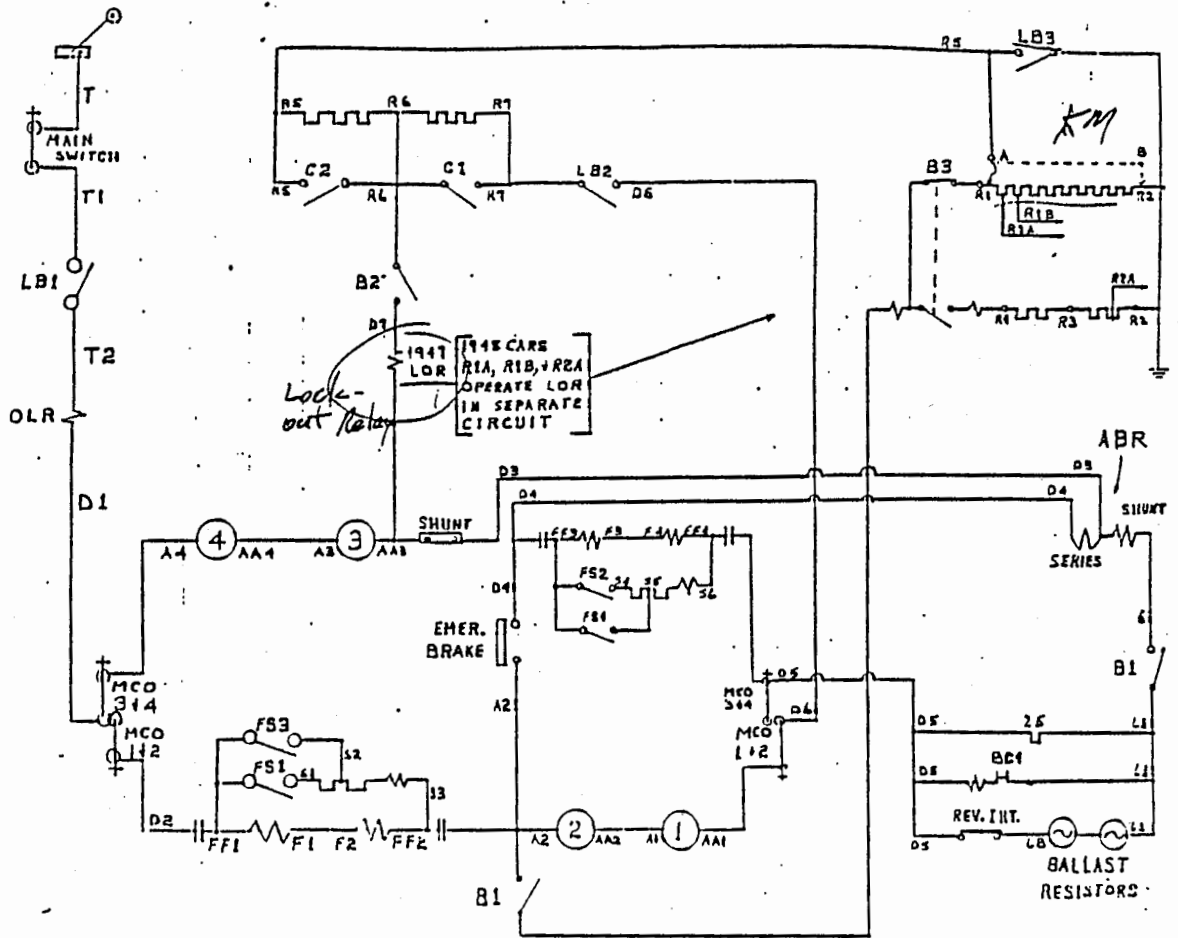 T
MAIN
SWITCH
T1
LB1
T2
OLR
D1
R5
LB3
R5
R6
R7
KM
A
B
R5
C2
R6
C1
R7
LB2
D6
B3
R1
R2
R1B
R1A
B2
D7
R2A
R4
R3
R2
1947
LOR
1948 CARS
R1A, R1B, + R2A
OPERATE LOR
IN SEPARATE
CIRCUIT
Lock-
out Relay
ABR
D3
D3
D4
D4
SHUNT
SHUNT
SERIES
A4
4
AA4
A3
3
AA3
FF3
F3
F4
FF4
FS2
S4
S5
S6
FS1
D4
EMER.
BRAKE
A2
B1
MCO
3+4
MCO
1+2
D5
MCO
3+4
D6
MCO
1+2
FS3
S2
FS1
S1
S3
D5
L1
BC1
D5
L1
D2
FF1
F1
F2
FF2
A2
2
AA2
A1
1
AA1
REV. INT.
D5
L8
L1
BALLAST
RESISTORS
B1